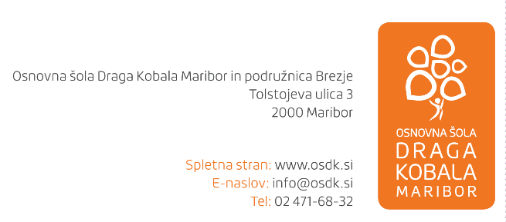 Osnovna šola Draga Kobala Maribor in podružnica Brezje
Tolstojeva ulica 3
2000 Maribor
Spletna stran: www.osdk.si
E-naslov: info@osdk.si
Tel: 02 471-68-32
OSNOVNA ŠOLA
DRAGA
KOBALA
MARIBOR